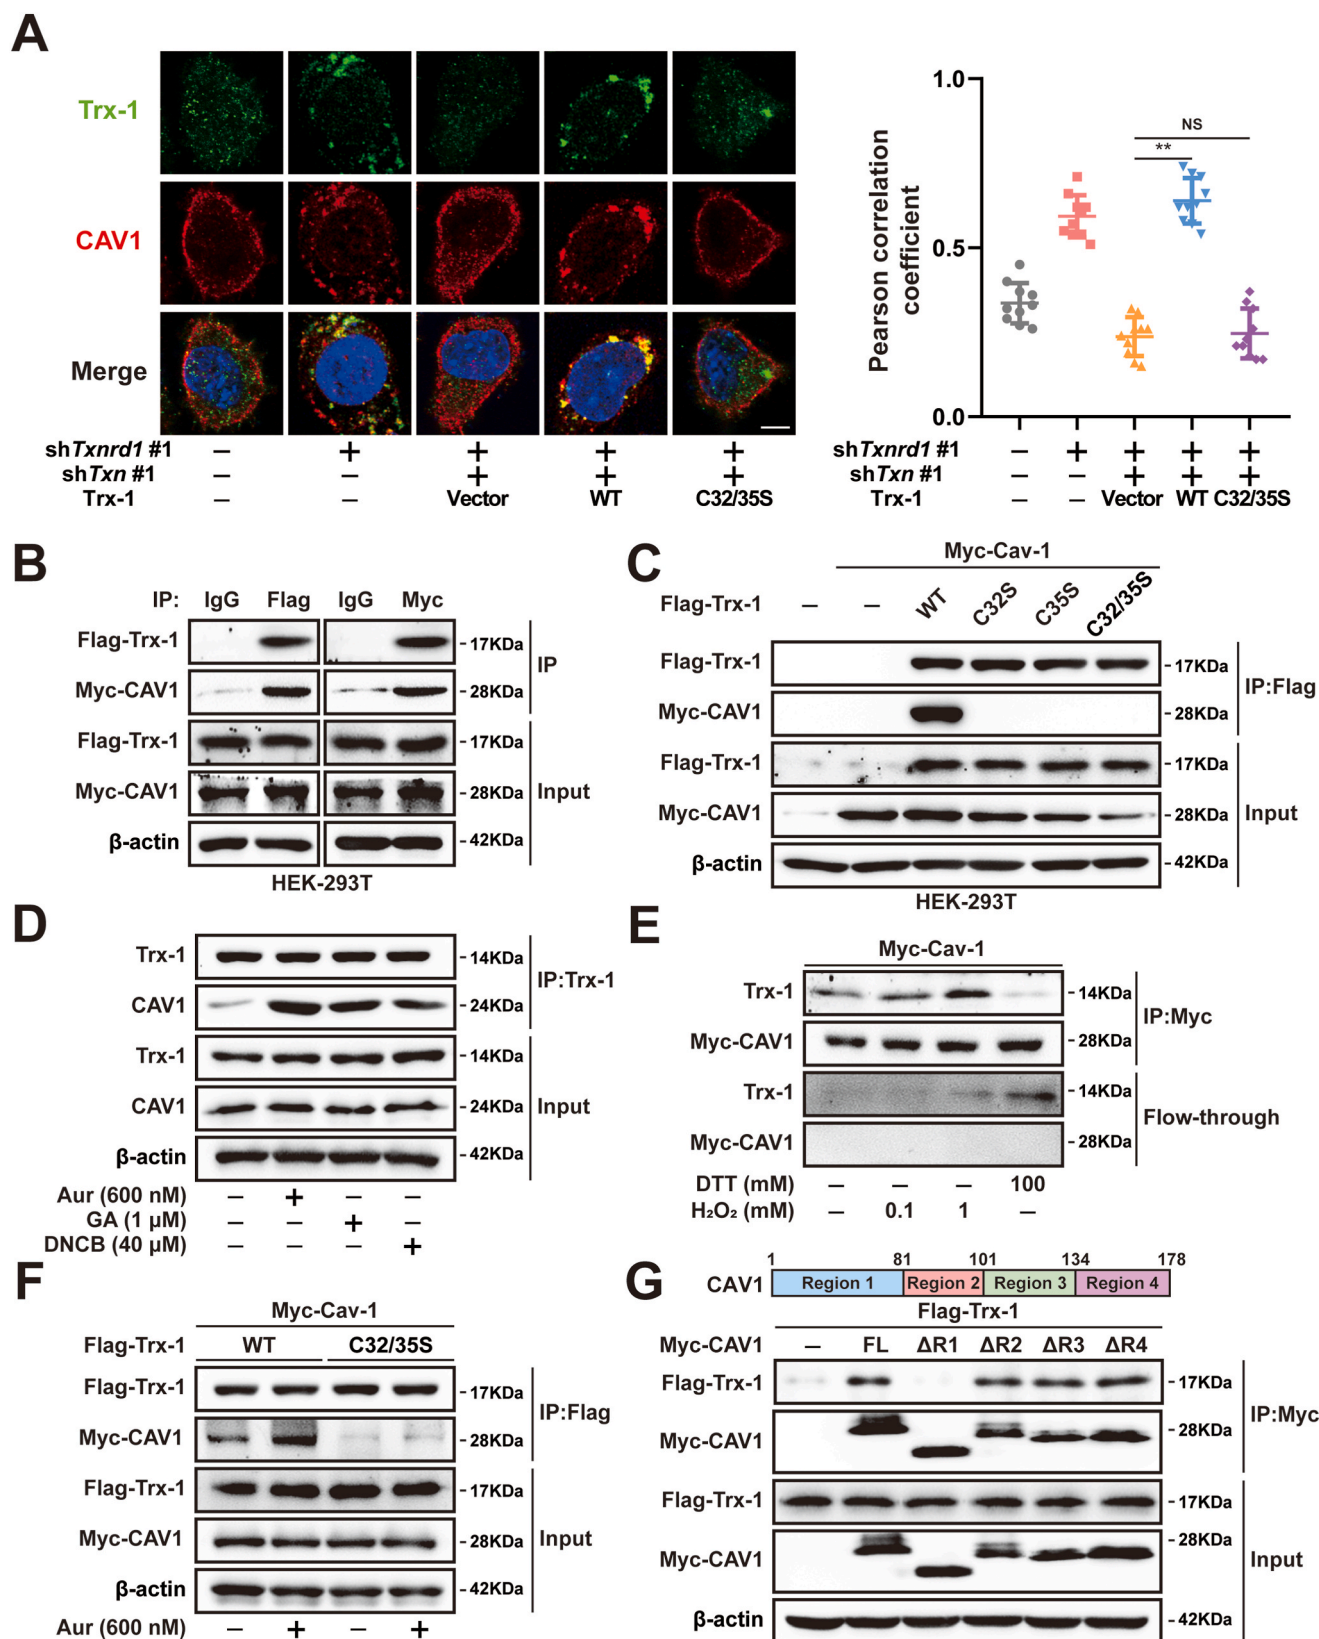 A
Trx-1
CAV1
Merge
shTxnrd1 #1 – + + + +
shTxn #1 – – + + +
Trx-1 – – Vector WT C32/35S
Pearson correlation
coefficient
1.0
0.5
0.0
NS
**
shTxnrd1 #1 – + + + +
shTxn #1 – – + + +
Trx-1 – – Vector WT C32/35S
B
IP: IgG Flag IgG Myc
Flag-Trx-1 -17KDa
Myc-CAV1 -28KDa
IP
Flag-Trx-1 -17KDa
Myc-CAV1 -28KDa
β-actin -42KDa
Input
HEK-293T
C
Myc-Cav-1
Flag-Trx-1 – – WT C32S C35S C32/35S
Flag-Trx-1 -17KDa
Myc-CAV1 -28KDa
IP:Flag
Flag-Trx-1 -17KDa
Myc-CAV1 -28KDa
β-actin -42KDa
Input
HEK-293T
D
Trx-1 -14KDa
CAV1 -24KDa
IP:Trx-1
Trx-1 -14KDa
CAV1 -24KDa
β-actin -42KDa
Input
Aur (600 nM) – + – –
GA (1 μM) – – + –
DNCB (40 μM) – – – +
E
Myc-Cav-1
Trx-1 -14KDa
Myc-CAV1 -28KDa
IP:Myc
Trx-1 -14KDa
Myc-CAV1 -28KDa
Flow-through
DTT (mM) – – – 100
H₂O₂ (mM) – 0.1 1 –
F
Myc-Cav-1
Flag-Trx-1 WT C32/35S
Flag-Trx-1 -17KDa
Myc-CAV1 -28KDa
IP:Flag
Flag-Trx-1 -17KDa
Myc-CAV1 -28KDa
β-actin -42KDa
Input
Aur (600 nM) – + – +
G
1 81 101 134 178
CAV1 Region 1 Region 2 Region 3 Region 4
Flag-Trx-1
Myc-CAV1 – FL ΔR1 ΔR2 ΔR3 ΔR4
Flag-Trx-1 -17KDa
Myc-CAV1 -28KDa
IP:Myc
Flag-Trx-1 -17KDa
Myc-CAV1 -28KDa
β-actin -42KDa
Input